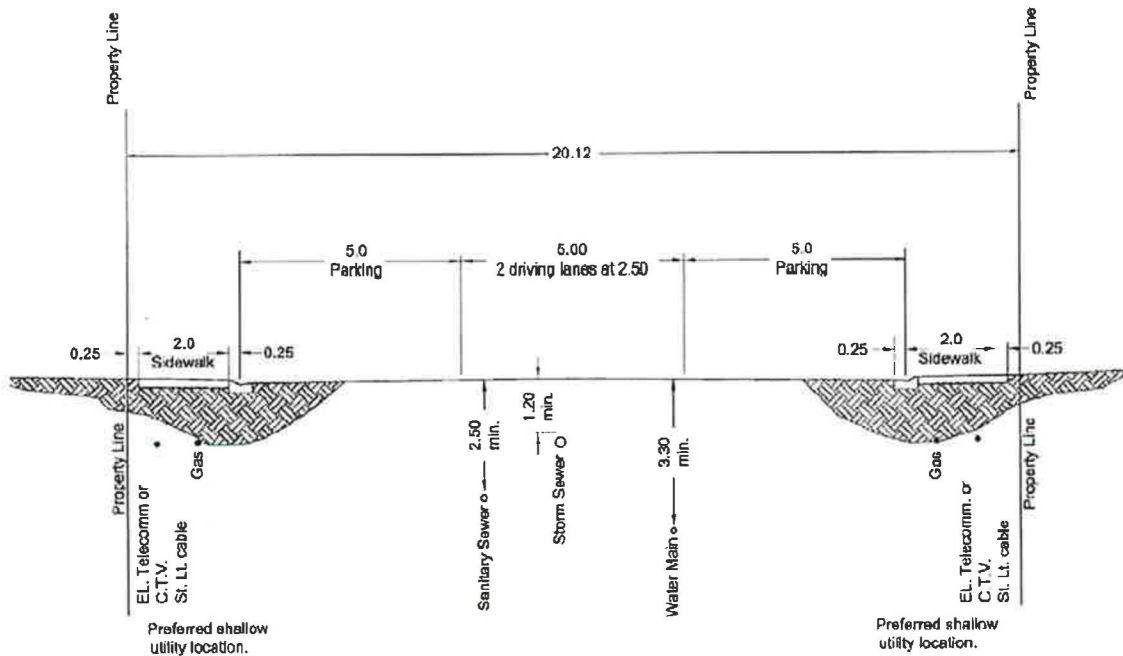 Property Line
Property Line
20.12
5.0
Parking
5.00
2 driving lanes at 2.50
5.0
Parking
0.25
2.0
Sidewalk
0.25
0.25
2.0
Sidewalk
0.25
Property Line
EL. Telecomm or
C.T.V.
St. Lt. cable
Gas
2.50
min.
Sanitary Sewer
1.20
min.
Storm Sewer
3.30
min.
Water Main
Gas
EL. Telecomm. or
C.T.V.
St. Lt. cable
Property Line
Preferred shallow
utility location.
Preferred shallow
utility location.